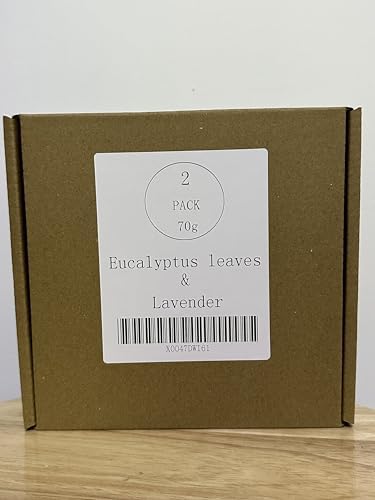 2
PACK
70g
Eucalyptus leaves
&
Lavender
X0047DWT61